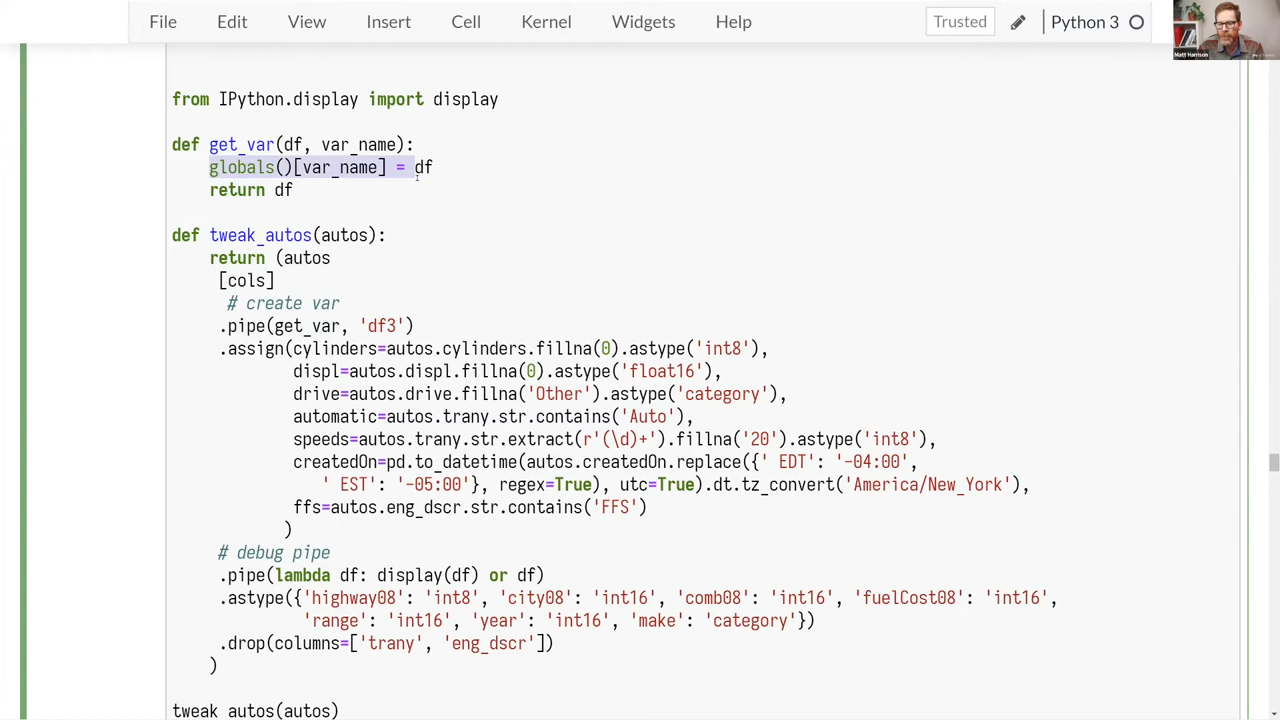 File Edit View Insert Cell Kernel Widgets Help Trusted Python 3
Matt Harrison
from IPython.display import display
def get_var(df, var_name):
    globals()[var_name] = df
    return df
def tweak_autos(autos):
    return (autos
     [cols]
      # create var
     .pipe(get_var, 'df3')
     .assign(cylinders=autos.cylinders.fillna(0).astype('int8'),
             displ=autos.displ.fillna(0).astype('float16'),
             drive=autos.drive.fillna('Other').astype('category'),
             automatic=autos.trany.str.contains('Auto'),
             speeds=autos.trany.str.extract(r'(\d)+').fillna('20').astype('int8'),
             createdOn=pd.to_datetime(autos.createdOn.replace({' EDT': '-04:00',
                ' EST': '-05:00'}, regex=True), utc=True).dt.tz_convert('America/New_York'),
             ffs=autos.eng_dscr.str.contains('FFS')
            )
     # debug pipe
     .pipe(lambda df: display(df) or df)
     .astype({'highway08': 'int8', 'city08': 'int16', 'comb08': 'int16', 'fuelCost08': 'int16',
              'range': 'int16', 'year': 'int16', 'make': 'category'})
     .drop(columns=['trany', 'eng_dscr'])
    )
tweak_autos(autos)